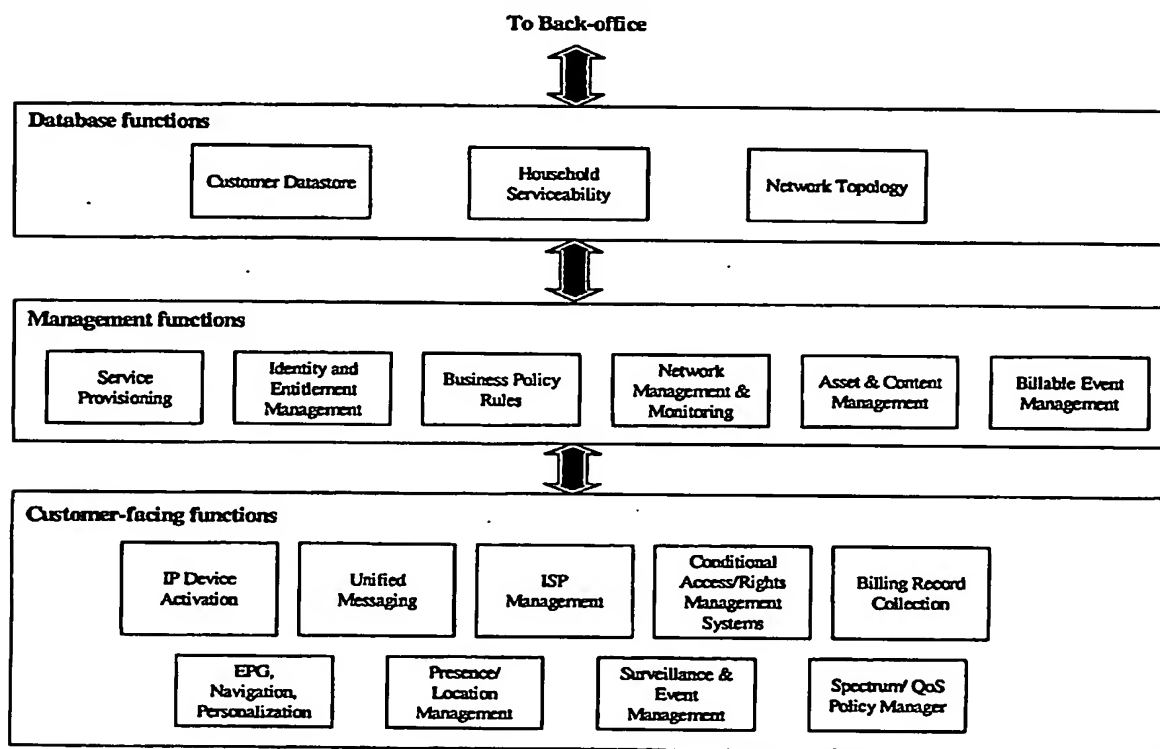 To Back-office
Database functions
Customer Datastore
Household
Serviceability
Network Topology
Management functions
Service
Provisioning
Identity and
Entitlement
Management
Business Policy
Rules
Network
Management &
Monitoring
Asset & Content
Management
Billable Event
Management
Customer-facing functions
IP Device
Activation
Unified
Messaging
ISP
Management
Conditional
Access/Rights
Management
Systems
Billing Record
Collection
EPG,
Navigation,
Personalization
Presence/
Location
Management
Surveillance &
Event
Management
Spectrum/ QoS
Policy Manager